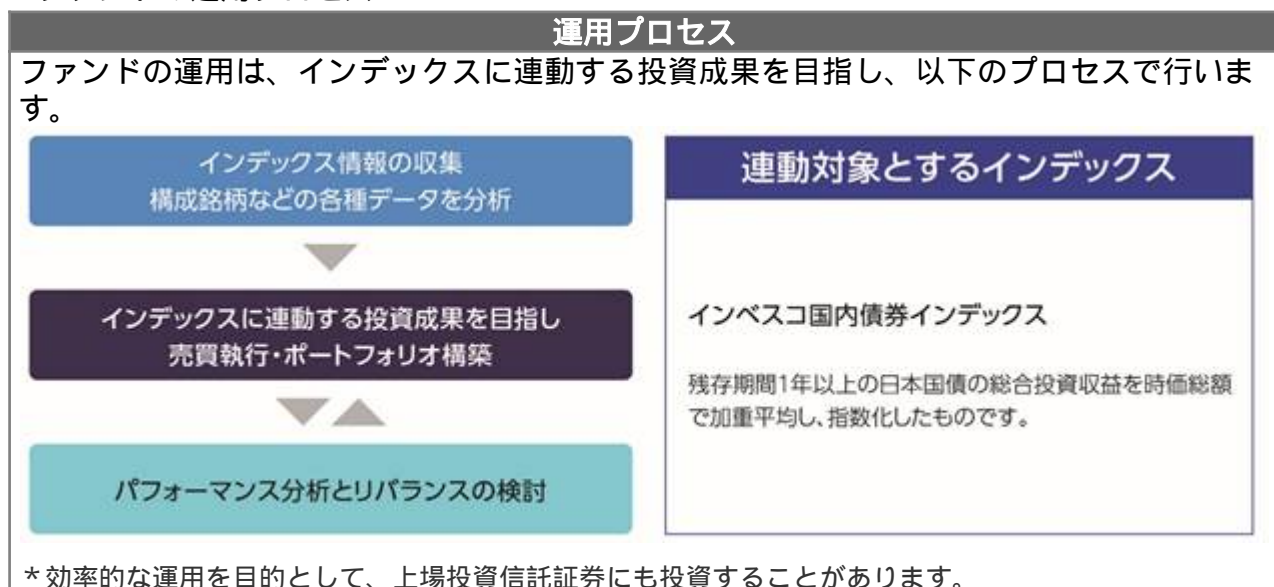 運用プロセス
ファンドの運用は、インデックスに連動する投資成果を目指し、以下のプロセスで行いま
す。
インデックス情報の収集
構成銘柄などの各種データを分析
インデックスに連動する投資成果を目指し
売買執行・ポートフォリオ構築
パフォーマンス分析とリバランスの検討
連動対象とするインデックス
インベスコ国内債券インデックス
残存期間1年以上の日本国債の総合投資収益を時価総額
で加重平均し、指数化したものです。
*効率的な運用を目的として、上場投資信託証券にも投資することがあります。